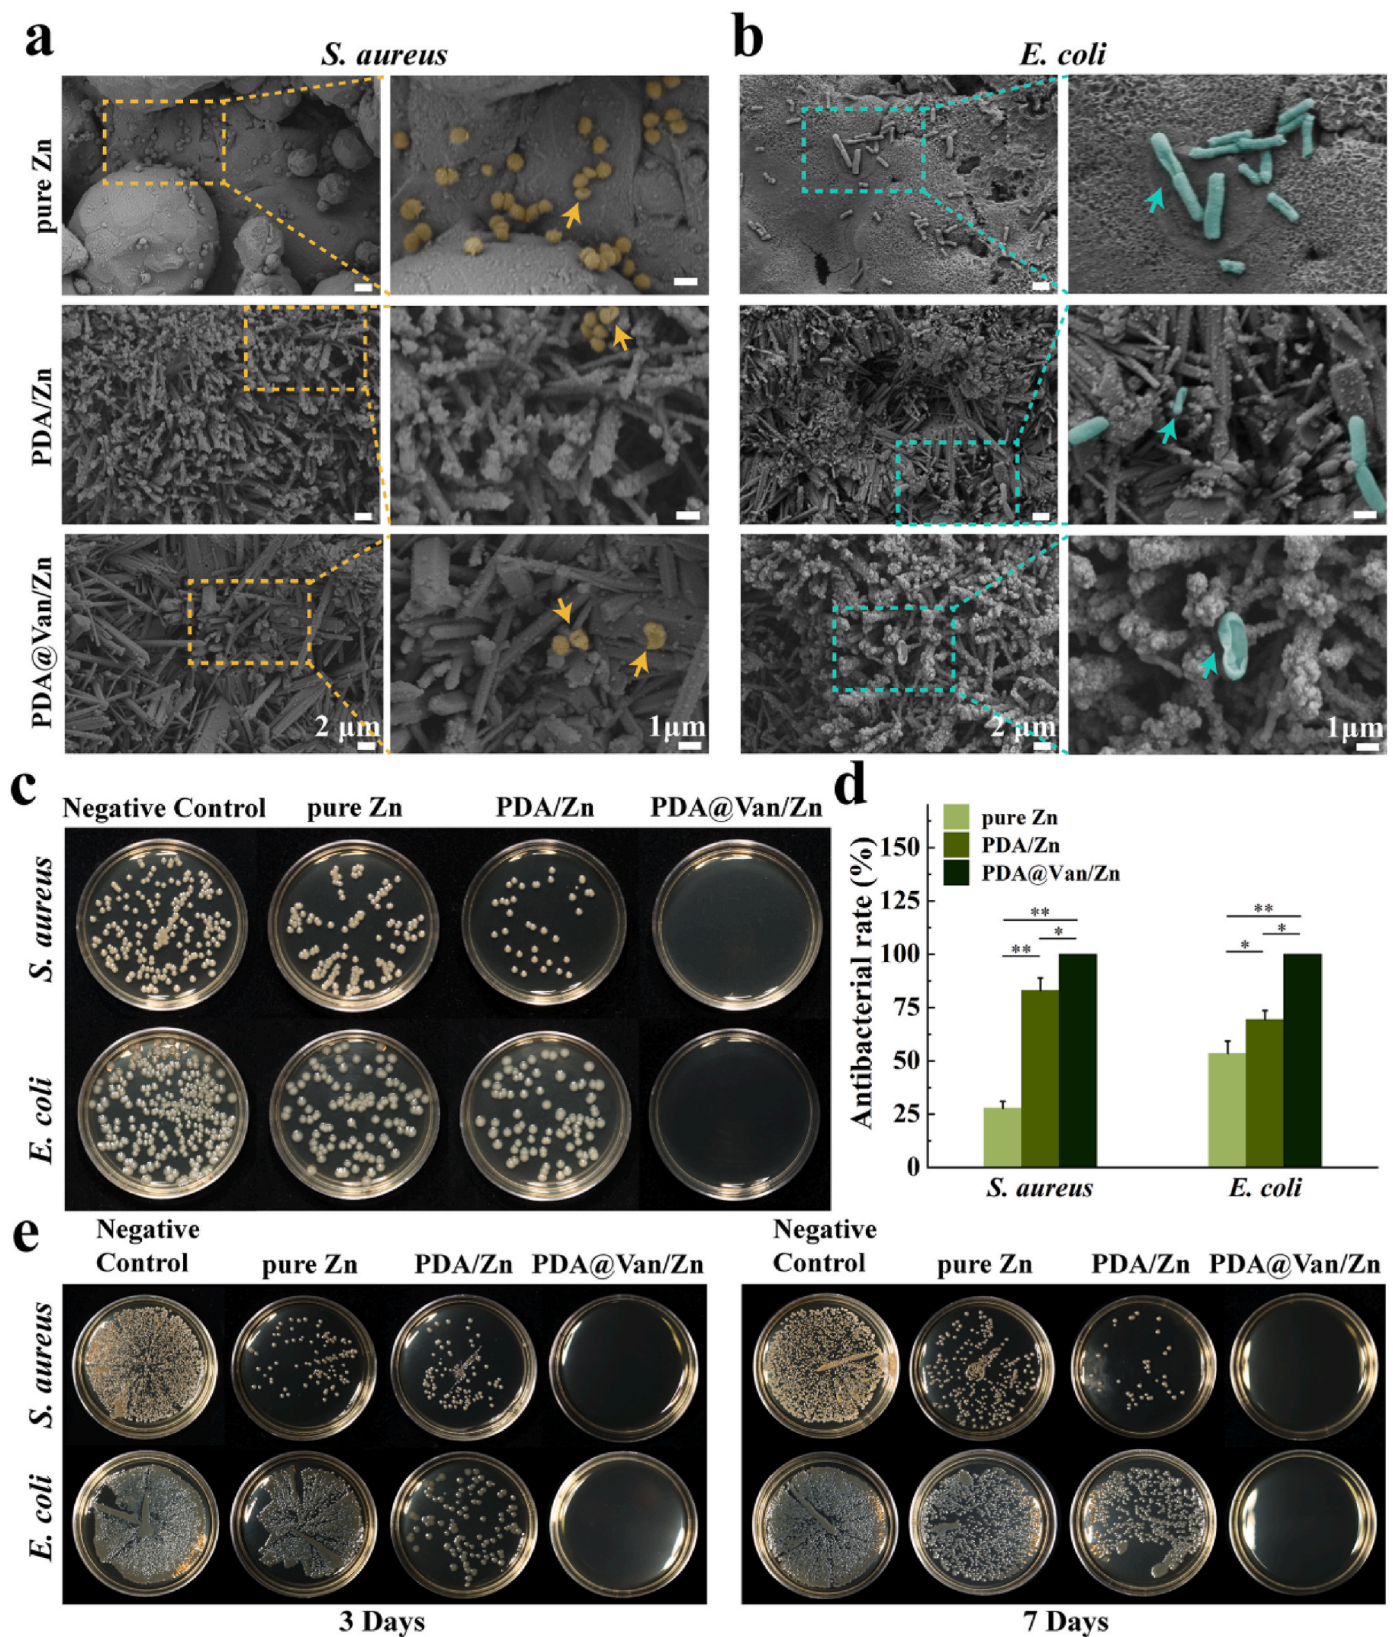 a
S. aureus
b
E. coli
pure Zn
PDA/Zn
PDA@Van/Zn
2 μm
1μm
2 μm
1μm
c
Negative Control
pure Zn
PDA/Zn
PDA@Van/Zn
S. aureus
E. coli
d
Antibacterial rate (%)
150
125
100
75
50
25
0
pure Zn
PDA/Zn
PDA@Van/Zn
**
**
*
**
*
*
S. aureus
E. coli
e
Negative
Control
pure Zn
PDA/Zn
PDA@Van/Zn
Negative
Control
pure Zn
PDA/Zn
PDA@Van/Zn
S. aureus
E. coli
S. aureus
E. coli
3 Days
7 Days